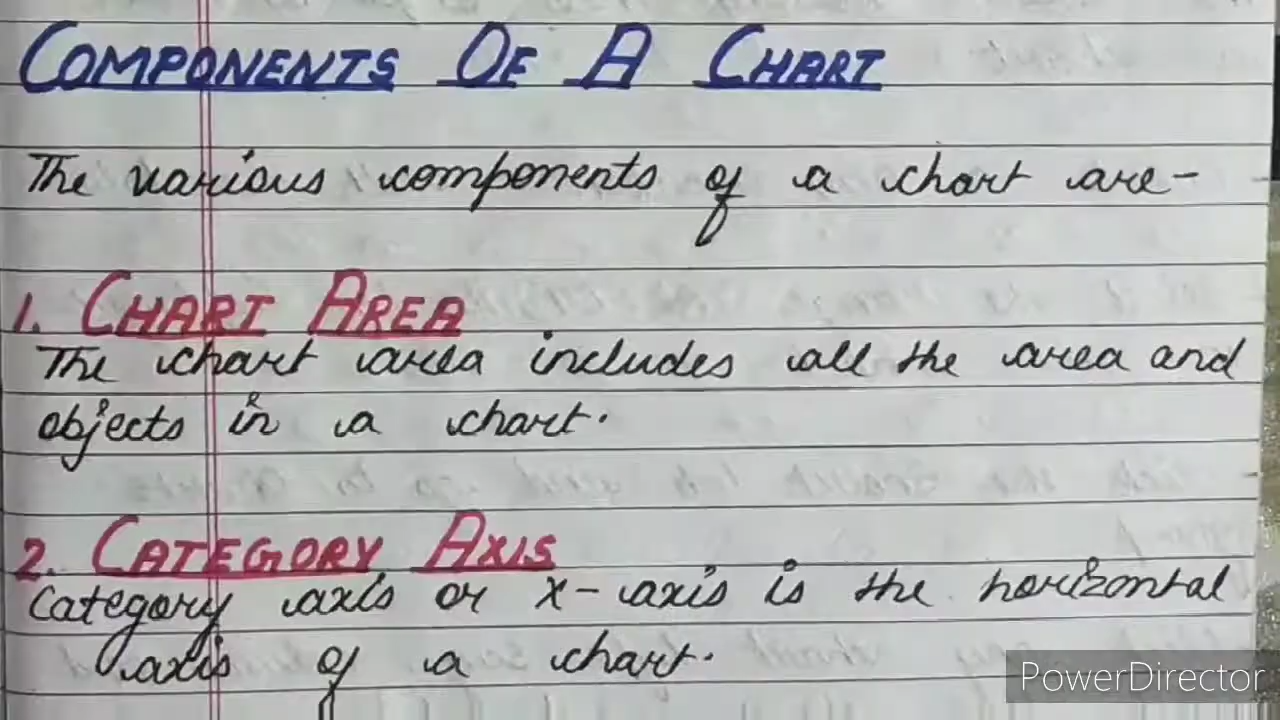 COMPONENTS OF A CHART
The various components of a chart are-
1. CHART AREA
The chart area includes all the area and
objects in a chart.
2. CATEGORY AXIS
Category axis or x-axis is the horizontal
axis of a chart.
PowerDirector